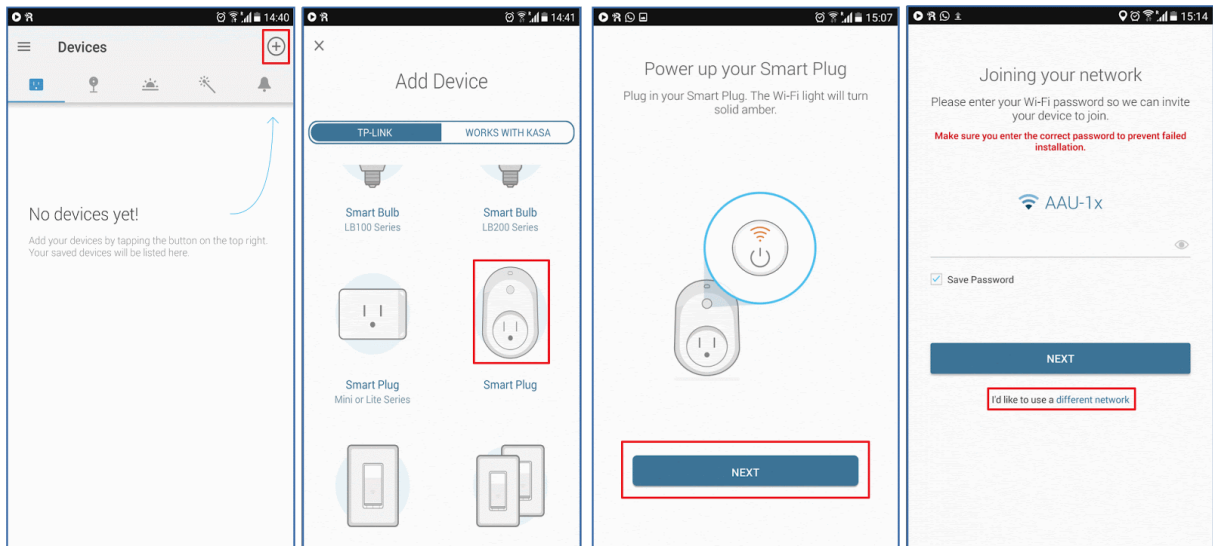 14:40
Devices
No devices yet!
Add your devices by tapping the button on the top right.
Your saved devices will be listed here.
14:41
Add Device
TP-LINK
WORKS WITH KASA
Smart Bulb
LB100 Series
Smart Bulb
LB200 Series
Smart Plug
Mini or Lite Series
Smart Plug
15:07
Power up your Smart Plug
Plug in your Smart Plug. The Wi-Fi light will turn
solid amber.
NEXT
15:14
Joining your network
Please enter your Wi-Fi password so we can invite
your device to join.
Make sure you enter the correct password to prevent failed
installation.
AAU-1x
Save Password
NEXT
I'd like to use a different network